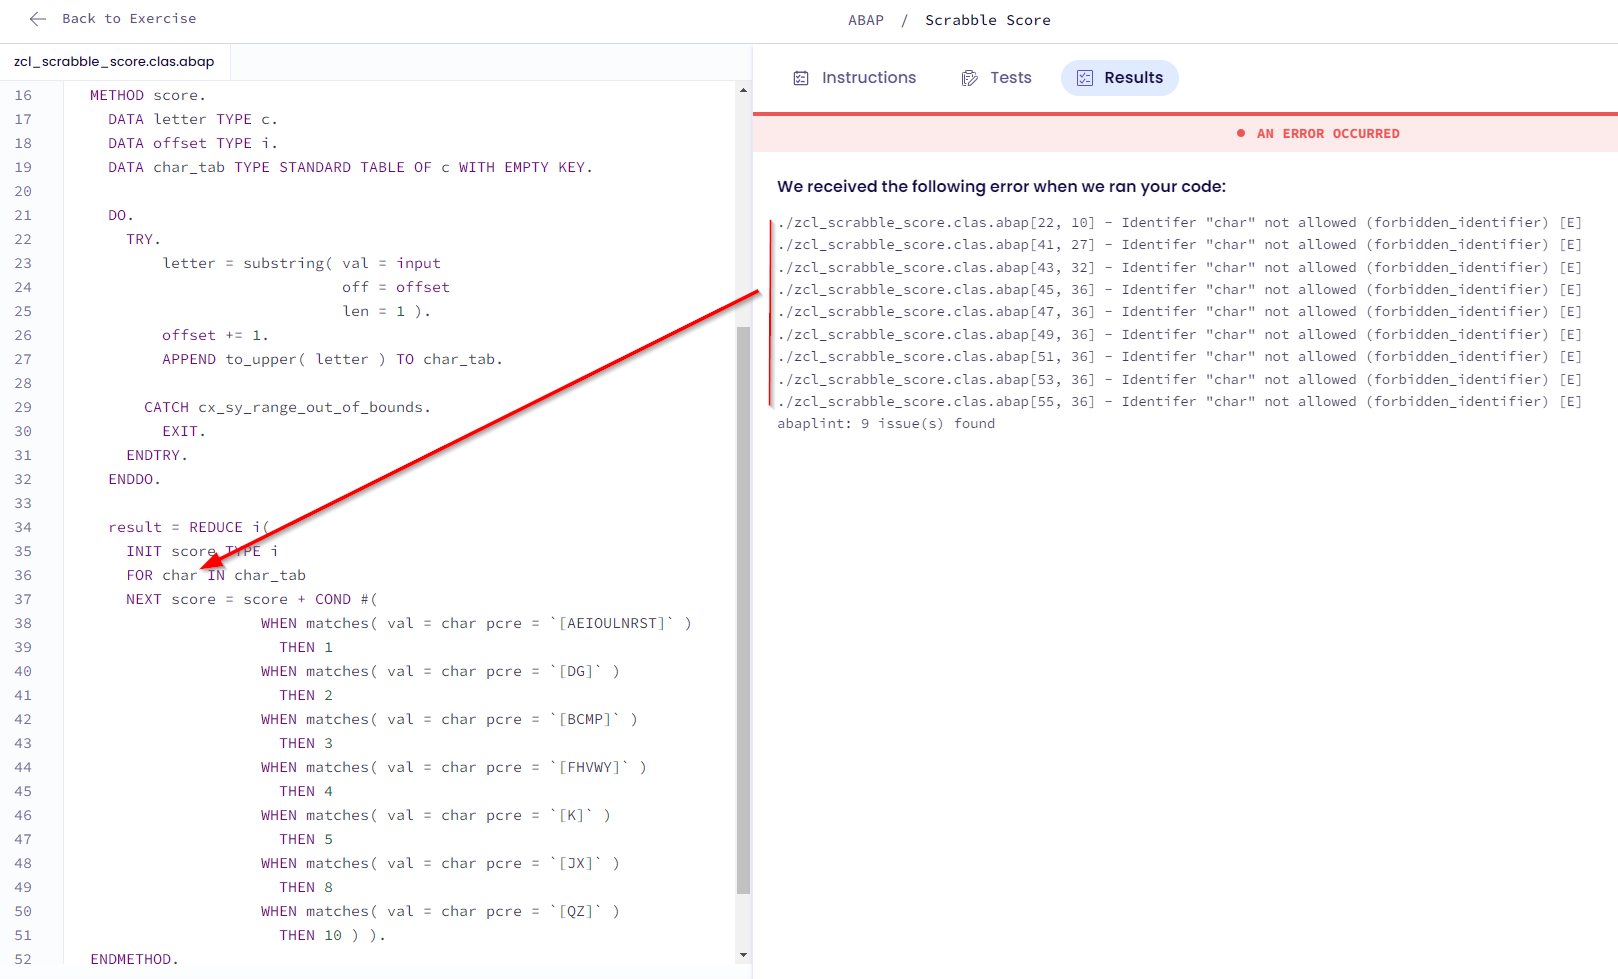 Back to Exercise
ABAP / Scrabble Score
zcl_scrabble_score.clas.abap
16 METHOD score.
17 DATA letter TYPE c.
18 DATA offset TYPE i.
19 DATA char_tab TYPE STANDARD TABLE OF c WITH EMPTY KEY.
20
21 DO.
22 TRY.
23 letter = substring( val = input
24 off = offset
25 len = 1 ).
26 offset += 1.
27 APPEND to_upper( letter ) TO char_tab.
28
29 CATCH cx_sy_range_out_of_bounds.
30 EXIT.
31 ENDTRY.
32 ENDDO.
33
34 result = REDUCE i(
35 INIT score TYPE i
36 FOR char IN char_tab
37 NEXT score = score + COND #(
38 WHEN matches( val = char pcre = `[AEIOULNRST]` )
39 THEN 1
40 WHEN matches( val = char pcre = `[DG]` )
41 THEN 2
42 WHEN matches( val = char pcre = `[BCMP]` )
43 THEN 3
44 WHEN matches( val = char pcre = `[FHVWY]` )
45 THEN 4
46 WHEN matches( val = char pcre = `[K]` )
47 THEN 5
48 WHEN matches( val = char pcre = `[JX]` )
49 THEN 8
50 WHEN matches( val = char pcre = `[QZ]` )
51 THEN 10 ) ).
52 ENDMETHOD.
Instructions Tests Results
AN ERROR OCCURRED
We received the following error when we ran your code:
./zcl_scrabble_score.clas.abap[22, 10] - Identifer "char" not allowed (forbidden_identifier) [E]
./zcl_scrabble_score.clas.abap[41, 27] - Identifer "char" not allowed (forbidden_identifier) [E]
./zcl_scrabble_score.clas.abap[43, 32] - Identifer "char" not allowed (forbidden_identifier) [E]
./zcl_scrabble_score.clas.abap[45, 36] - Identifer "char" not allowed (forbidden_identifier) [E]
./zcl_scrabble_score.clas.abap[47, 36] - Identifer "char" not allowed (forbidden_identifier) [E]
./zcl_scrabble_score.clas.abap[49, 36] - Identifer "char" not allowed (forbidden_identifier) [E]
./zcl_scrabble_score.clas.abap[51, 36] - Identifer "char" not allowed (forbidden_identifier) [E]
./zcl_scrabble_score.clas.abap[53, 36] - Identifer "char" not allowed (forbidden_identifier) [E]
./zcl_scrabble_score.clas.abap[55, 36] - Identifer "char" not allowed (forbidden_identifier) [E]
abaplint: 9 issue(s) found